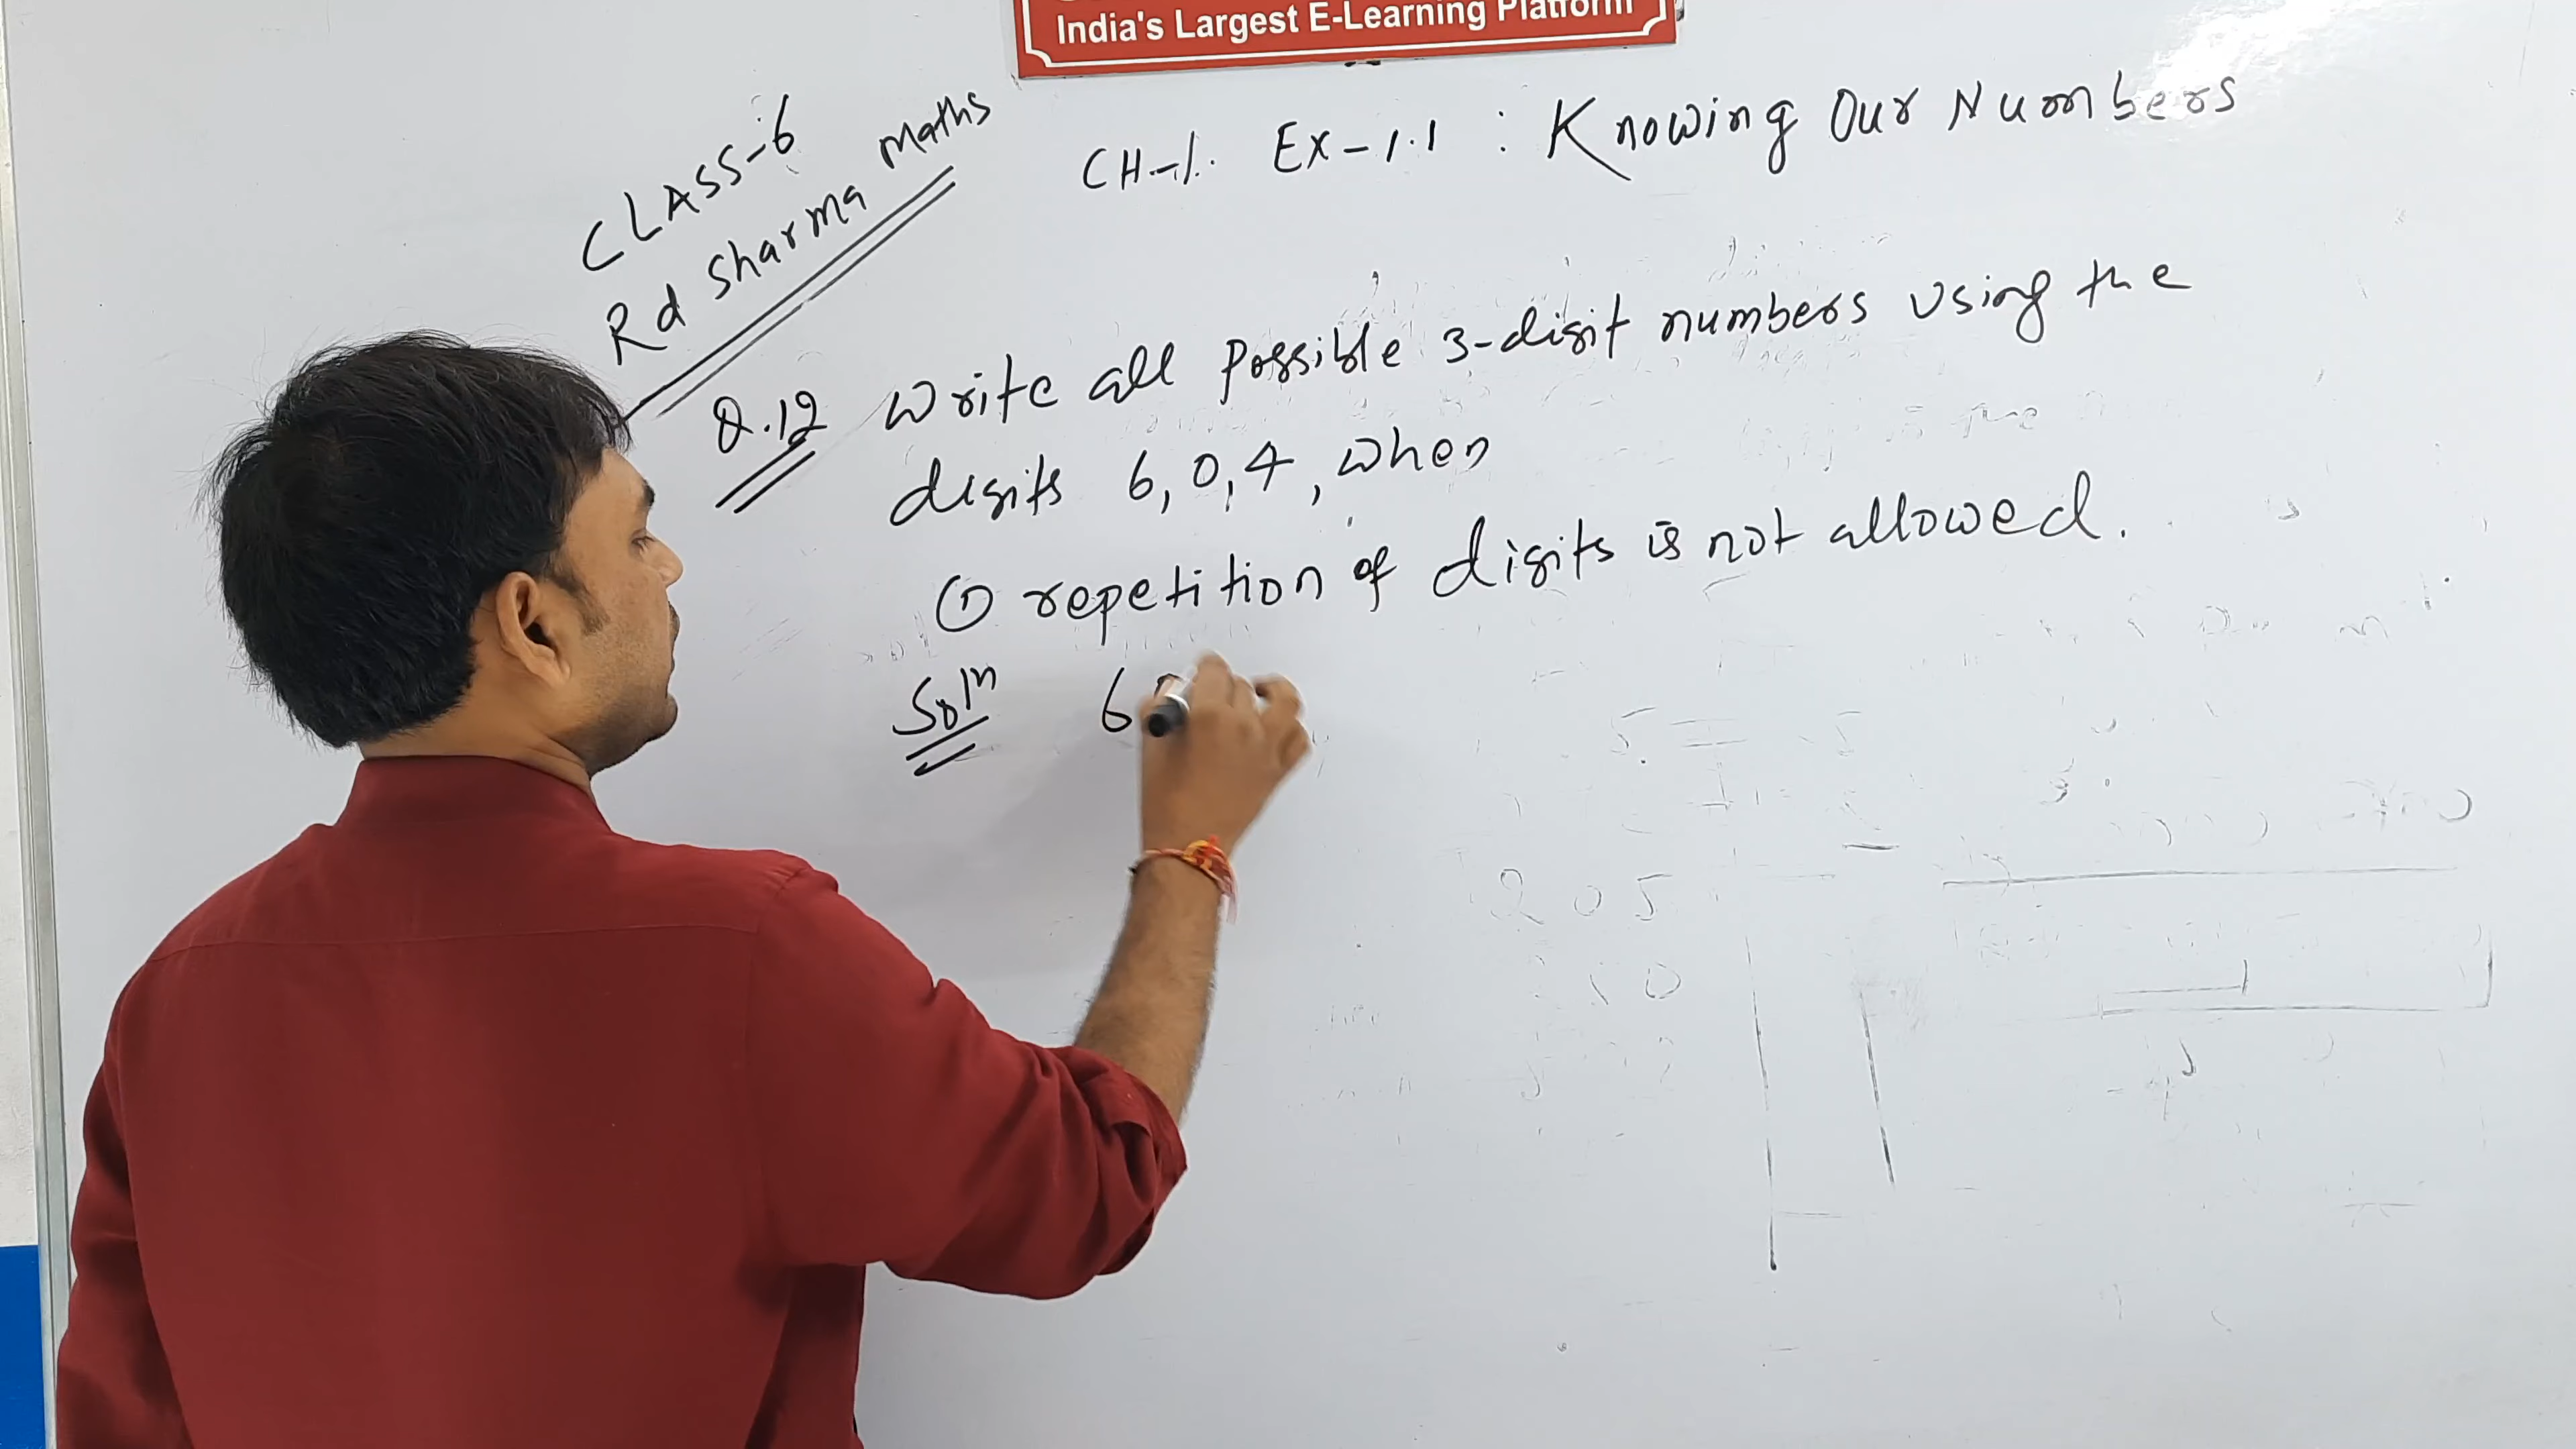 India's Largest E-Learning Platform
CLASS-6
Rd Sharma Maths
CH-1. Ex-1.1 : Knowing Our Numbers
Q.12 Write all possible 3-digit numbers using the
digits 6, 0, 4, when
① repetition of digits is not allowed.
Soln 6